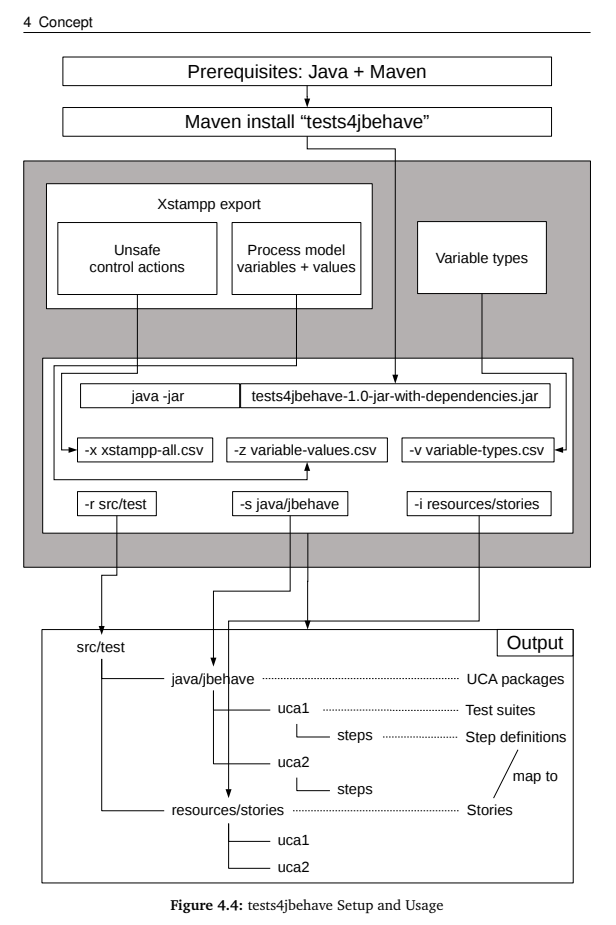 4 Concept
Prerequisites: Java + Maven
Maven install “tests4jbehave”
Xstampp export
Unsafe
control actions
Process model
variables + values
Variable types
java -jar
tests4jbehave-1.0-jar-with-dependencies.jar
-x xstampp-all.csv
-z variable-values.csv
-v variable-types.csv
-r src/test
-s java/jbehave
-i resources/stories
Output
src/test
java/jbehave
UCA packages
uca1
Test suites
steps
Step definitions
uca2
map to
steps
resources/stories
Stories
uca1
uca2
Figure 4.4: tests4jbehave Setup and Usage